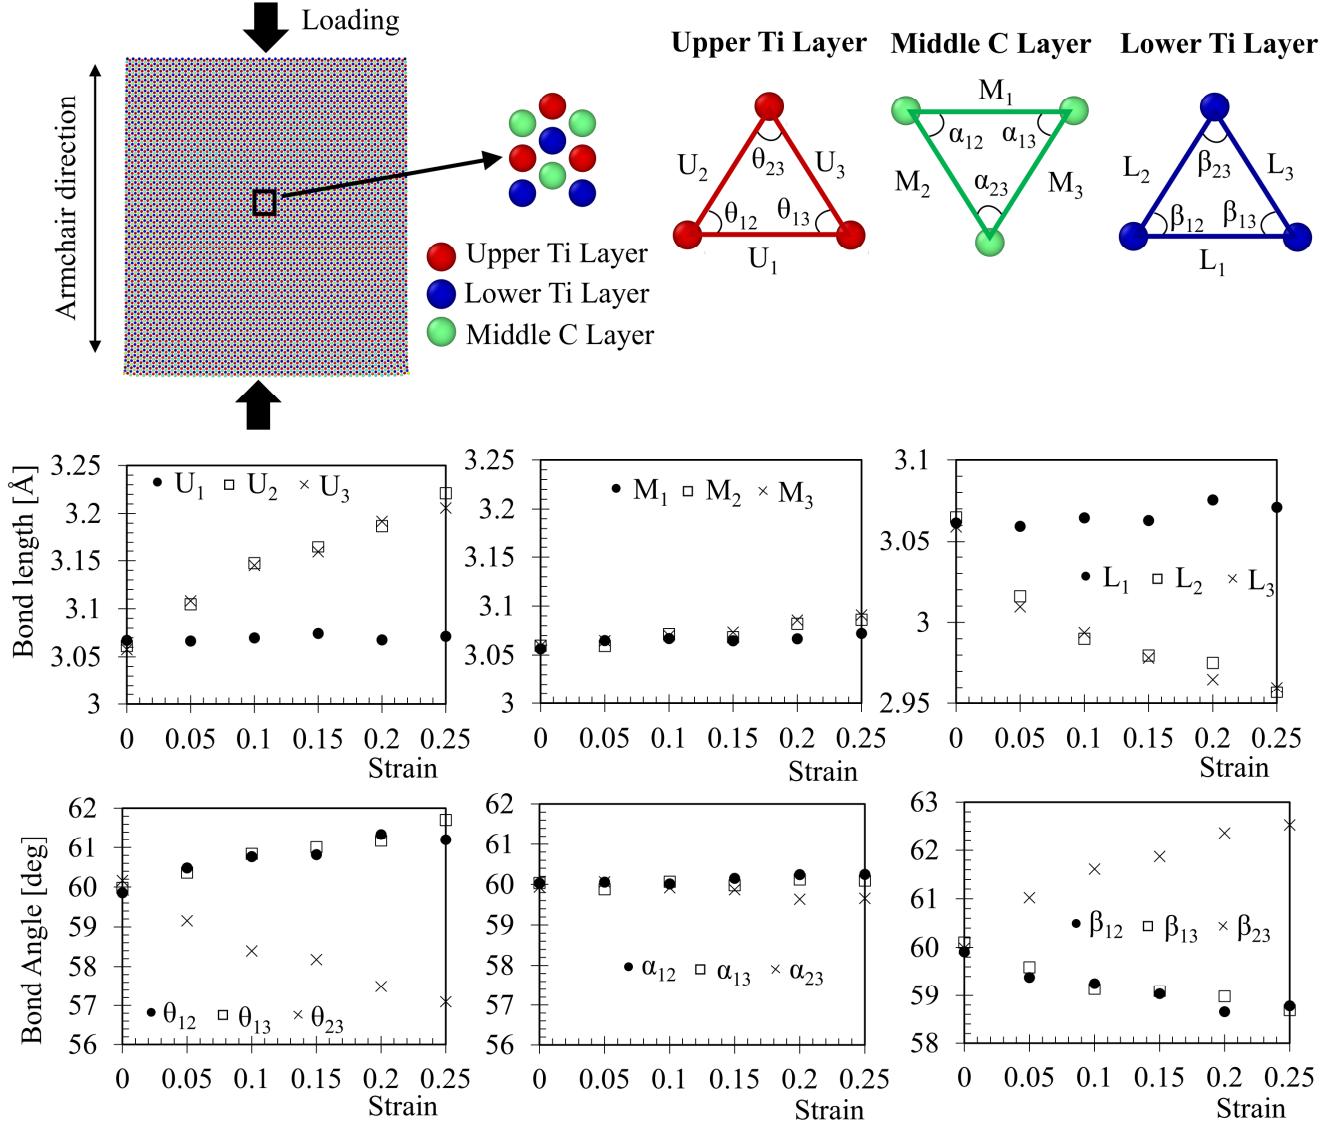 Loading
Armchair direction
Upper Ti Layer
Lower Ti Layer
Middle C Layer
Upper Ti Layer Middle C Layer Lower Ti Layer
U₂ U₃ θ₂₃ θ₁₂ θ₁₃ U₁
M₁ α₁₂ α₁₃ M₂ α₂₃ M₃
L₂ L₃ β₂₃ β₁₂ β₁₃ L₁
Bond length [Å]
3.25
3.2
3.15
3.1
3.05
3
U₁ U₂ U₃
0 0.05 0.1 0.15 0.2 0.25
Strain
3.25
3.2
3.15
3.1
3.05
3
M₁ M₂ M₃
0 0.05 0.1 0.15 0.2 0.25
Strain
3.1
3.05
3
2.95
L₁ L₂ L₃
0 0.05 0.1 0.15 0.2 0.25
Strain
Bond Angle [deg]
62
61
60
59
58
57
56
θ₁₂ θ₁₃ θ₂₃
0 0.05 0.1 0.15 0.2 0.25
Strain
62
61
60
59
58
57
56
α₁₂ α₁₃ α₂₃
0 0.05 0.1 0.15 0.2 0.25
Strain
63
62
61
60
59
58
β₁₂ β₁₃ β₂₃
0 0.05 0.1 0.15 0.2 0.25
Strain